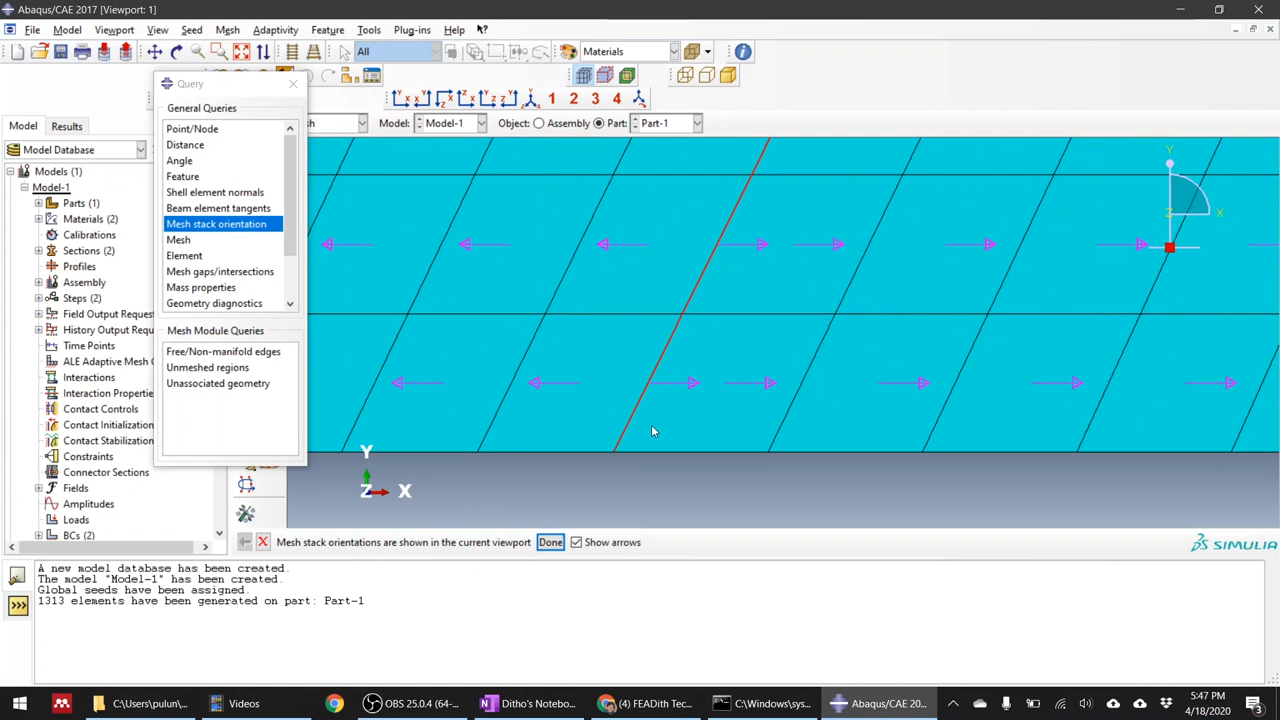 Abaqus/CAE 2017 [Viewport: 1]
File Model Viewport View Seed Mesh Adaptivity Feature Tools Plug-ins Help
All
Materials
1 2 3 4
Model Results
Model: Model-1 Object: Assembly Part: Part-1
Model Database
Models (1)
Model-1
Parts (1)
Materials (2)
Calibrations
Sections (2)
Profiles
Assembly
Steps (2)
Field Output Reque
History Output Requ
Time Points
ALE Adaptive Mesh C
Interactions
Interaction Propertie
Contact Controls
Contact Initialization
Contact Stabilization
Constraints
Connector Sections
Fields
Amplitudes
Loads
BCs (2)
Query
General Queries
Point/Node
Distance
Angle
Feature
Shell element normals
Beam element tangents
Mesh stack orientation
Mesh
Element
Mesh gaps/intersections
Mass properties
Geometry diagnostics
Mesh Module Queries
Free/Non-manifold edges
Unmeshed regions
Unassociated geometry
Y
Z X
Y
Z X
Mesh stack orientations are shown in the current viewport Done Show arrows
SIMULIA
A new model database has been created.
The model "Model-1" has been created.
Global seeds have been assigned.
1313 elements have been generated on part: Part-1
C:\Users\pulun\... Videos OBS 25.0.4 (64-... Ditho's Notebo... (4) FEADith Tec... C:\Windows\sys... Abaqus/CAE 20...
5:47 PM
4/18/2020